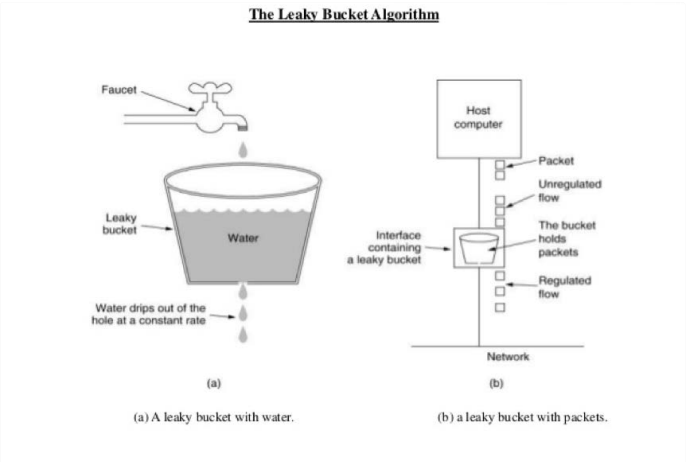 The Leaky Bucket Algorithm
Faucet
Leaky
bucket
Water
Water drips out of the
hole at a constant rate
(a)
(a) A leaky bucket with water.
Host
computer
Packet
Unregulated
flow
The bucket
holds
packets
Interface
containing
a leaky bucket
Regulated
flow
Network
(b)
(b) a leaky bucket with packets.